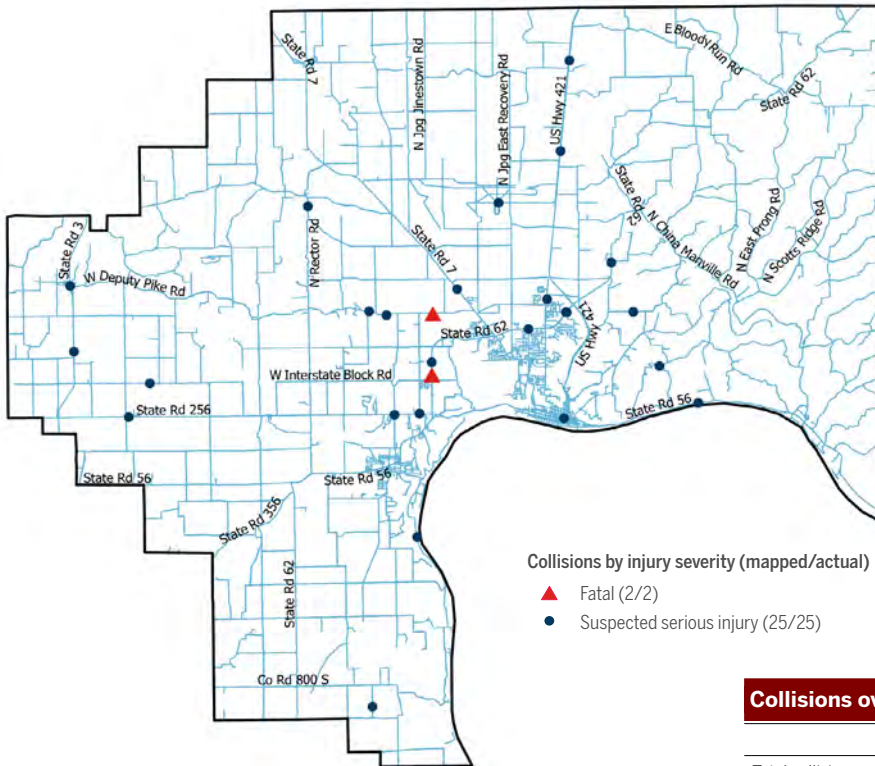 State Rd 7
N Jpg Jinestown Rd
N Jpg East Recovery Rd
US Hwy 421
E Bloody Run Rd
State Rd 62
State Rd 62
N China Manville Rd
N East Prong Rd
N Scotts Ridge Rd
State Rd 3
W Deputy Pike Rd
N Rector Rd
State Rd 7
State Rd 62
US Hwy 421
W Interstate Block Rd
State Rd 256
State Rd 56
State Rd 56
State Rd 56
State Rd 356
State Rd 62
Co Rd 800 S
Collisions by injury severity (mapped/actual)
Fatal (2/2)
Suspected serious injury (25/25)
Collisions ov